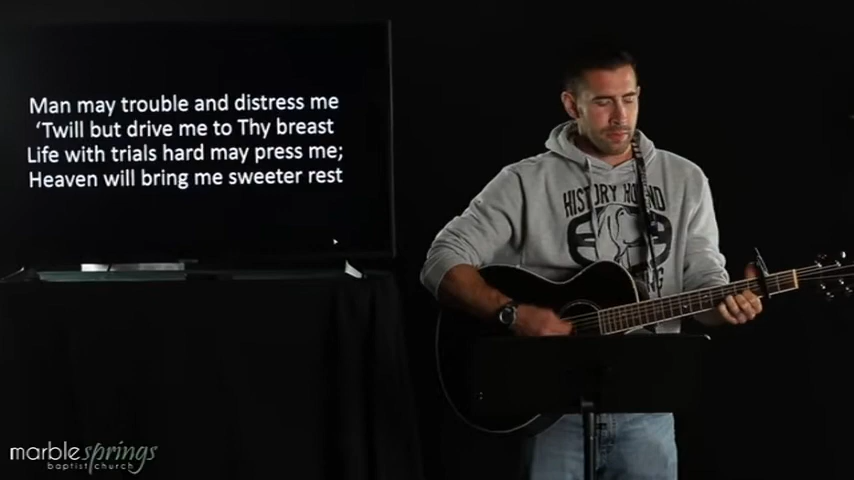 Man may trouble and distress me
‘Twill but drive me to Thy breast
Life with trials hard may press me;
Heaven will bring me sweeter rest
HISTORY HOUND
marble springs
baptist church